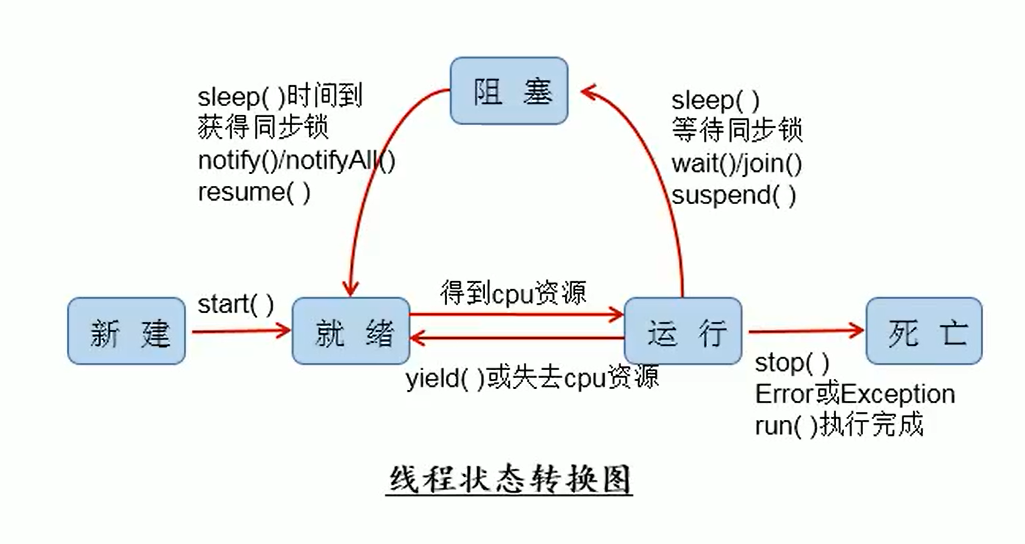 阻 塞
sleep( )时间到
获得同步锁
notify()/notifyAll()
resume( )
sleep( )
等待同步锁
wait()/join()
suspend( )
新 建
start( )
就 绪
得到cpu资源
yield( )或失去cpu资源
运 行
死 亡
stop( )
Error或Exception
run( )执行完成
线程状态转换图